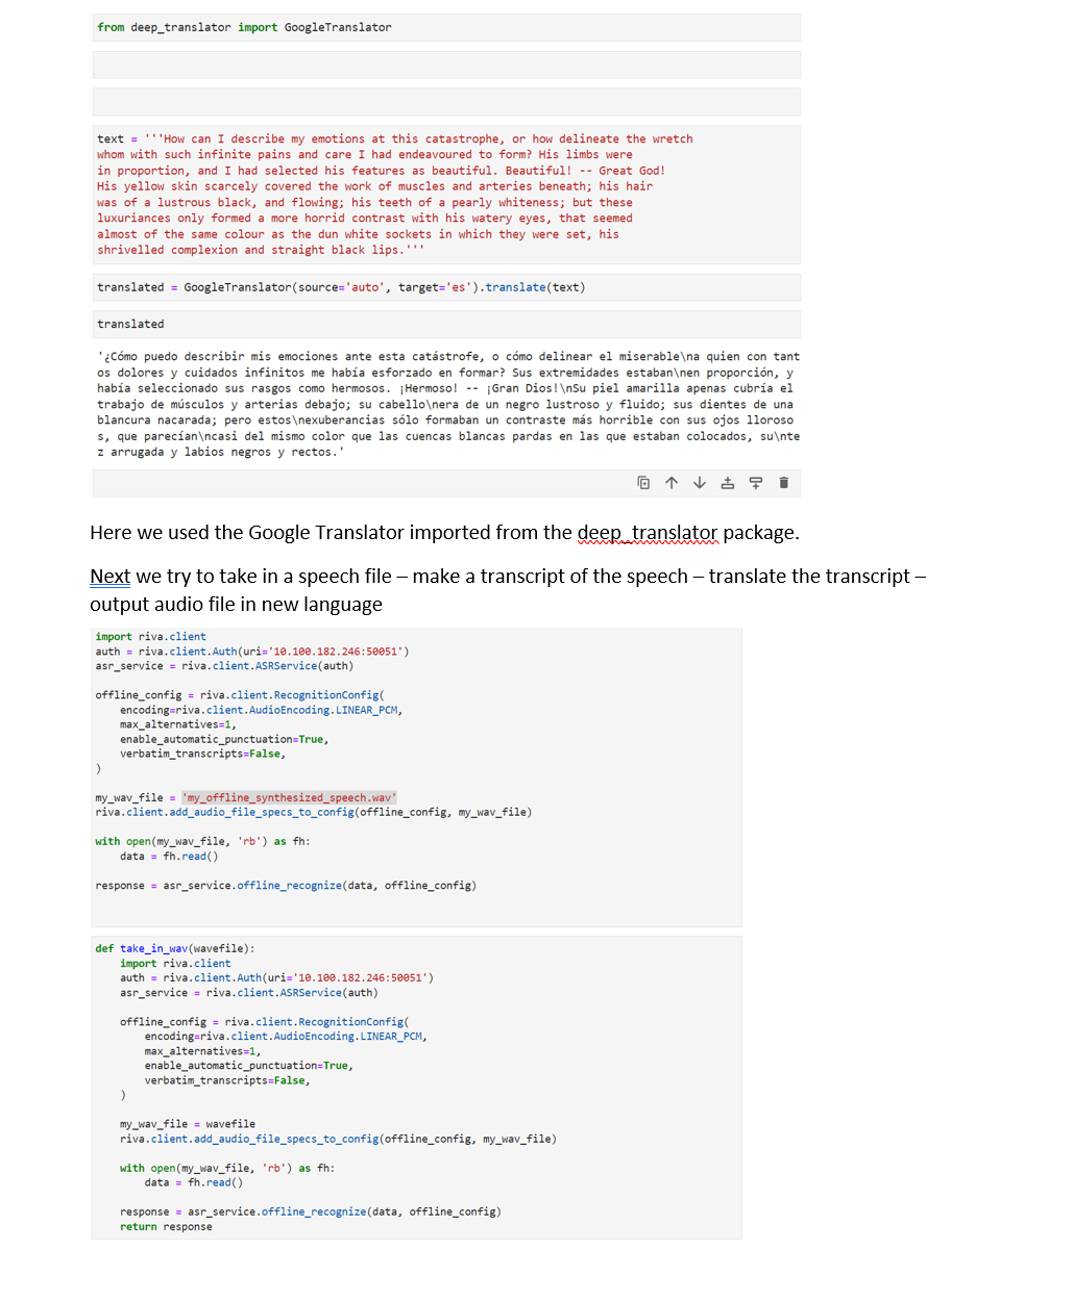 from deep_translator import GoogleTranslator
text = '''How can I describe my emotions at this catastrophe, or how delineate the wretch
whom with such infinite pains and care I had endeavoured to form? His limbs were
in proportion, and I had selected his features as beautiful. Beautiful! -- Great God!
His yellow skin scarcely covered the work of muscles and arteries beneath; his hair
was of a lustrous black, and flowing; his teeth of a pearly whiteness; but these
luxuriances only formed a more horrid contrast with his watery eyes, that seemed
almost of the same colour as the dun white sockets in which they were set, his
shrivelled complexion and straight black lips.'''
translated = GoogleTranslator(source='auto', target='es').translate(text)
translated
'¿Cómo puedo describir mis emociones ante esta catástrofe, o cómo delinear el miserable\na quien con tant
os dolores y cuidados infinitos me había esforzado en formar? Sus extremidades estaban\nen proporción, y
había seleccionado sus rasgos como hermosos. ¡Hermoso! -- ¡Gran Dios!\nSu piel amarilla apenas cubría el
trabajo de músculos y arterias debajo; su cabello\nera de un negro lustroso y fluido; sus dientes de una
blancura nacarada; pero estos\nexuberancias sólo formaban un contraste más horrible con sus ojos lloroso
s, que parecían\ncasi del mismo color que las cuencas blancas pardas en las que estaban colocados, su\nte
z arrugada y labios negros y rectos.'
Here we used the Google Translator imported from the deep_translator package.
Next we try to take in a speech file – make a transcript of the speech – translate the transcript –
output audio file in new language
import riva.client
auth = riva.client.Auth(uri='10.100.182.246:50051')
asr_service = riva.client.ASRService(auth)
offline_config = riva.client.RecognitionConfig(
encoding=riva.client.AudioEncoding.LINEAR_PCM,
max_alternatives=1,
enable_automatic_punctuation=True,
verbatim_transcripts=False,
)
my_wav_file = 'my_offline_synthesized_speech.wav'
riva.client.add_audio_file_specs_to_config(offline_config, my_wav_file)
with open(my_wav_file, 'rb') as fh:
data = fh.read()
response = asr_service.offline_recognize(data, offline_config)
def take_in_wav(wavefile):
import riva.client
auth = riva.client.Auth(uri='10.100.182.246:50051')
asr_service = riva.client.ASRService(auth)
offline_config = riva.client.RecognitionConfig(
encoding=riva.client.AudioEncoding.LINEAR_PCM,
max_alternatives=1,
enable_automatic_punctuation=True,
verbatim_transcripts=False,
)
my_wav_file = wavefile
riva.client.add_audio_file_specs_to_config(offline_config, my_wav_file)
with open(my_wav_file, 'rb') as fh:
data = fh.read()
response = asr_service.offline_recognize(data, offline_config)
return response